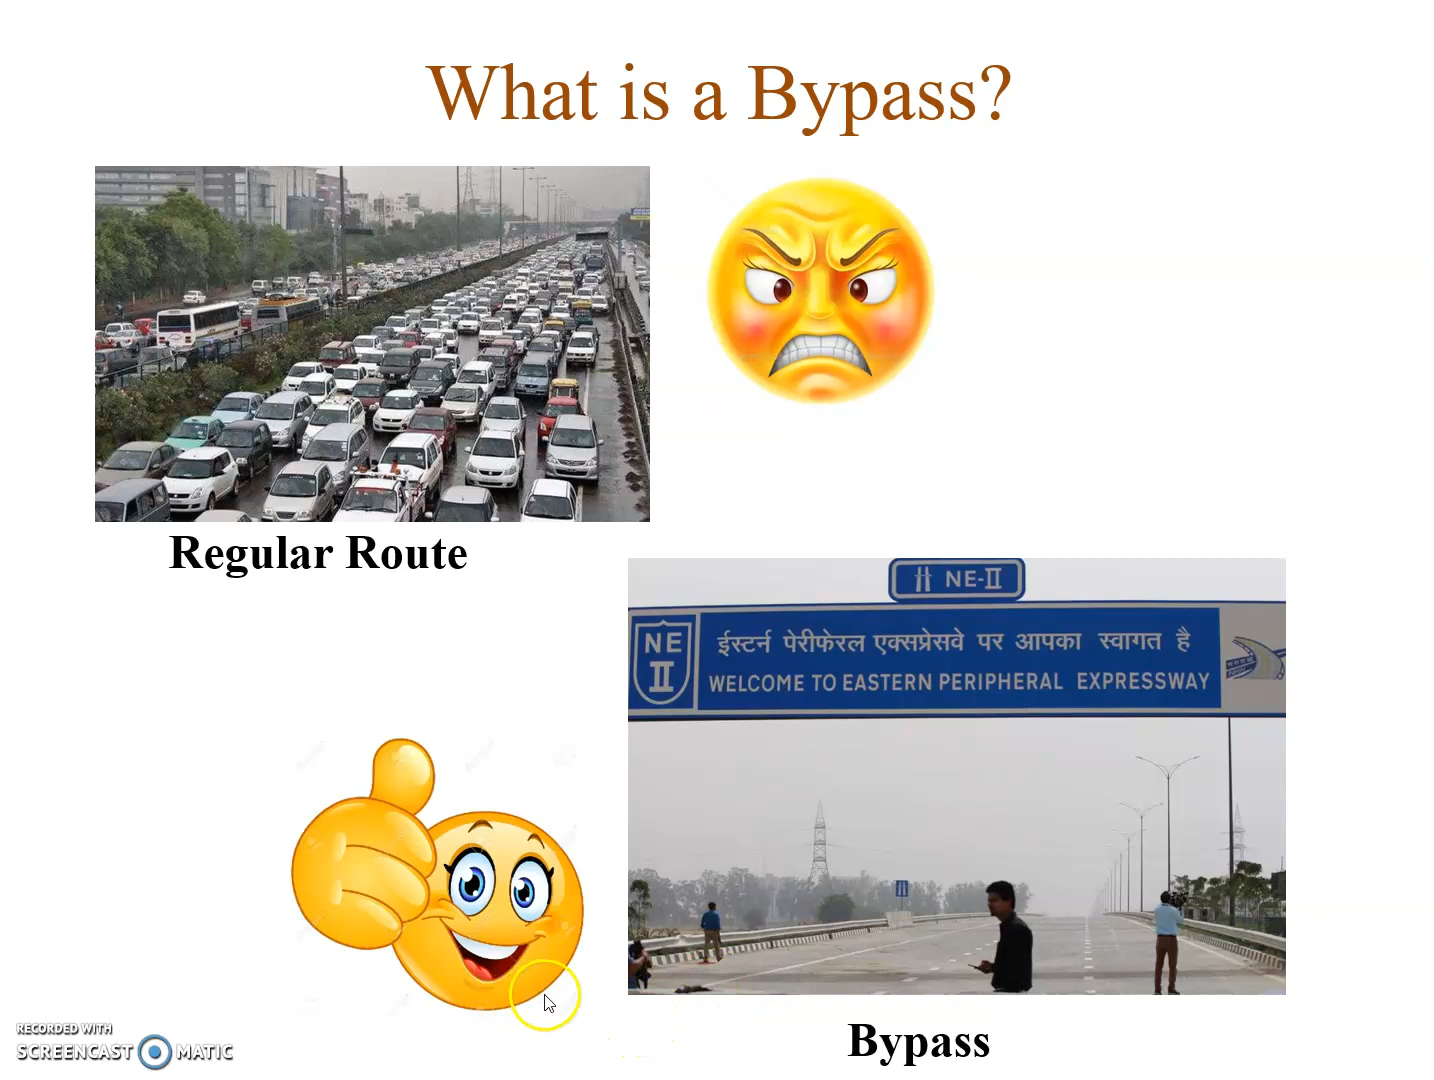 What is a Bypass?
Regular Route
NE-II
NE
II
ईस्टर्न पेरीफेरल एक्सप्रेसवे पर आपका स्वागत है
WELCOME TO EASTERN PERIPHERAL EXPRESSWAY
Bypass
RECORDED WITH
SCREENCAST MATIC